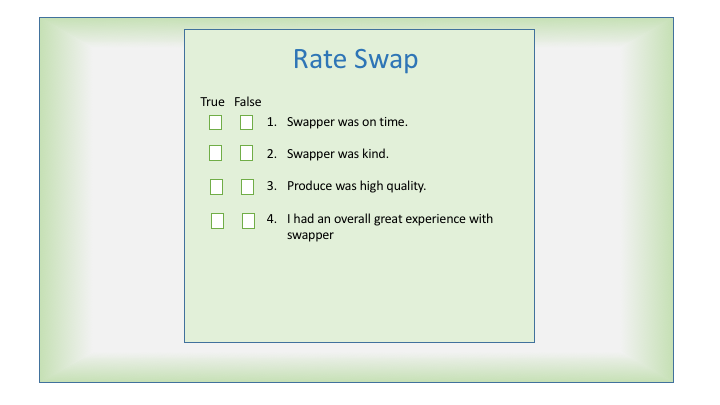 Rate Swap
True False
1. Swapper was on time.
2. Swapper was kind.
3. Produce was high quality.
4. I had an overall great experience with
swapper